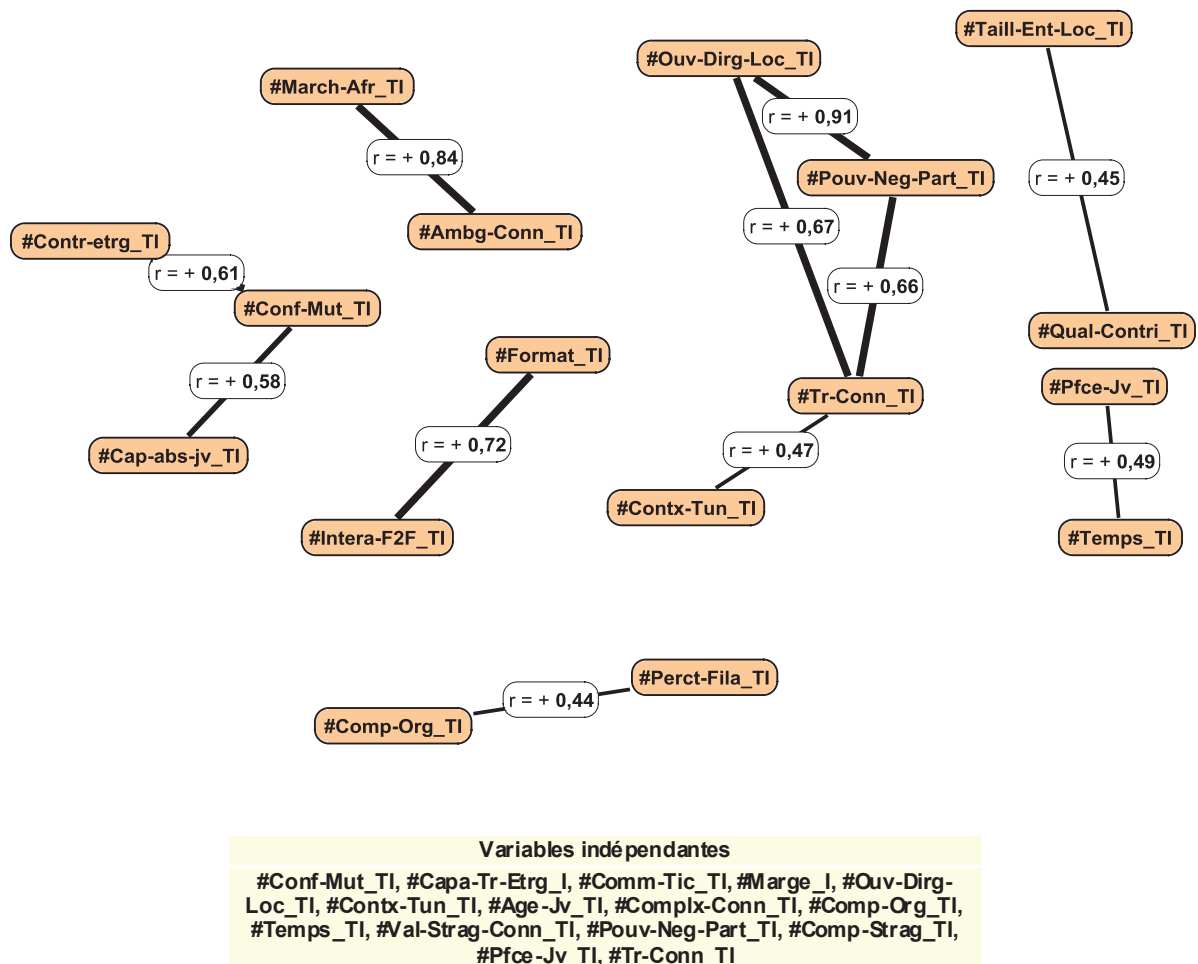 #Taill-Ent-Loc_TI
#Ouv-Dirg-Loc_TI
#March-Afr_TI
r = + 0,91
r = + 0,84
#Pouv-Neg-Part_TI
r = + 0,45
#Ambg-Conn_TI
r = + 0,67
#Contr-etrg_TI
r = + 0,61
r = + 0,66
#Conf-Mut_TI
#Qual-Contri_TI
#Format_TI
r = + 0,58
#Pfce-Jv_TI
#Tr-Conn_TI
r = + 0,72
r = + 0,47
#Cap-abs-jv_TI
r = + 0,49
#Contx-Tun_TI
#Intera-F2F_TI
#Temps_TI
#Perct-Fila_TI
r = + 0,44
#Comp-Org_TI
Variables indépendantes
#Conf-Mut_TI, #Capa-Tr-Etrg_I, #Comm-Tic_TI, #Marge_I, #Ouv-Dirg-
Loc_TI, #Contx-Tun_TI, #Age-Jv_TI, #Complx-Conn_TI, #Comp-Org_TI,
#Temps_TI, #Val-Strag-Conn_TI, #Pouv-Neg-Part_TI, #Comp-Strag_TI,
#Pfce-Jv_TI, #Tr-Conn_TI